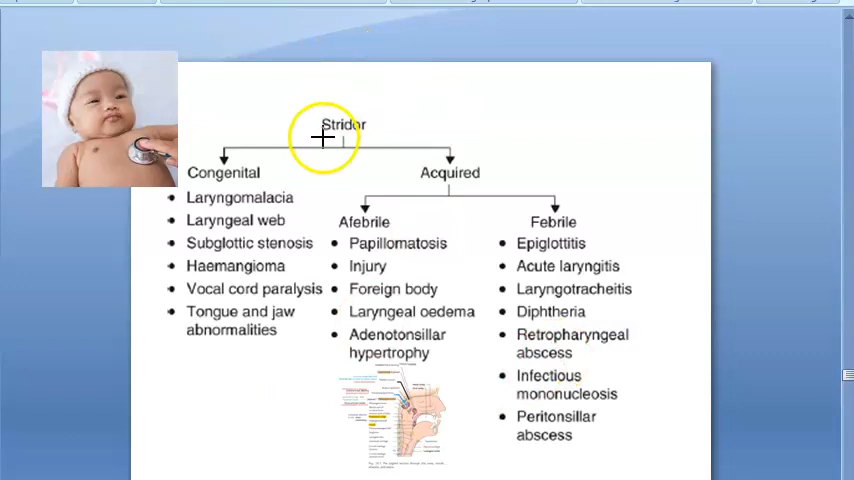 Stridor
Congenital
Acquired
Laryngomalacia
Laryngeal web
Subglottic stenosis
Haemangioma
Vocal cord paralysis
Tongue and jaw
abnormalities
Afebrile
Papillomatosis
Injury
Foreign body
Laryngeal oedema
Adenotonsillar
hypertrophy
Febrile
Epiglottitis
Acute laryngitis
Laryngotracheitis
Diphtheria
Retropharyngeal
abscess
Infectious
mononucleosis
Peritonsillar
abscess